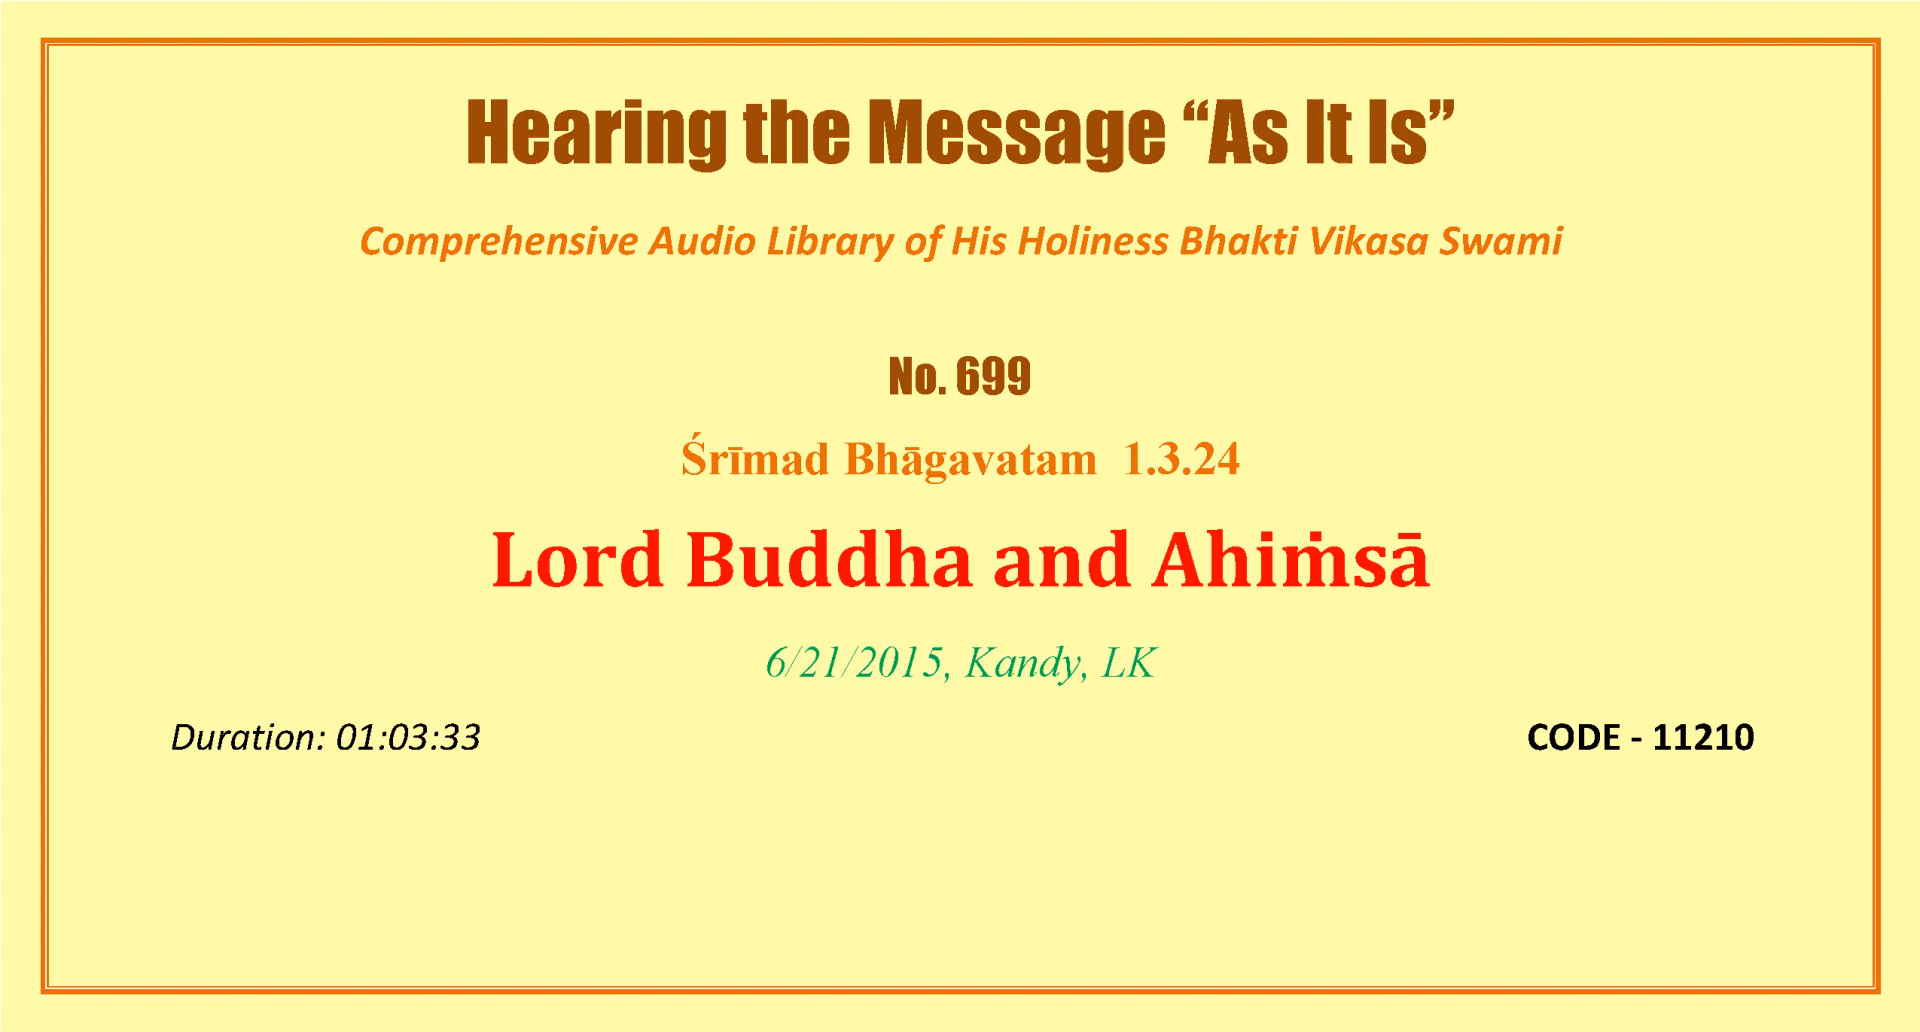 Hearing the Message “As It Is”
Comprehensive Audio Library of His Holiness Bhakti Vikasa Swami
No. 699
Śrīmad Bhāgavatam 1.3.24
Lord Buddha and Ahiṁsā
6/21/2015, Kandy, LK
Duration: 01:03:33 CODE - 11210